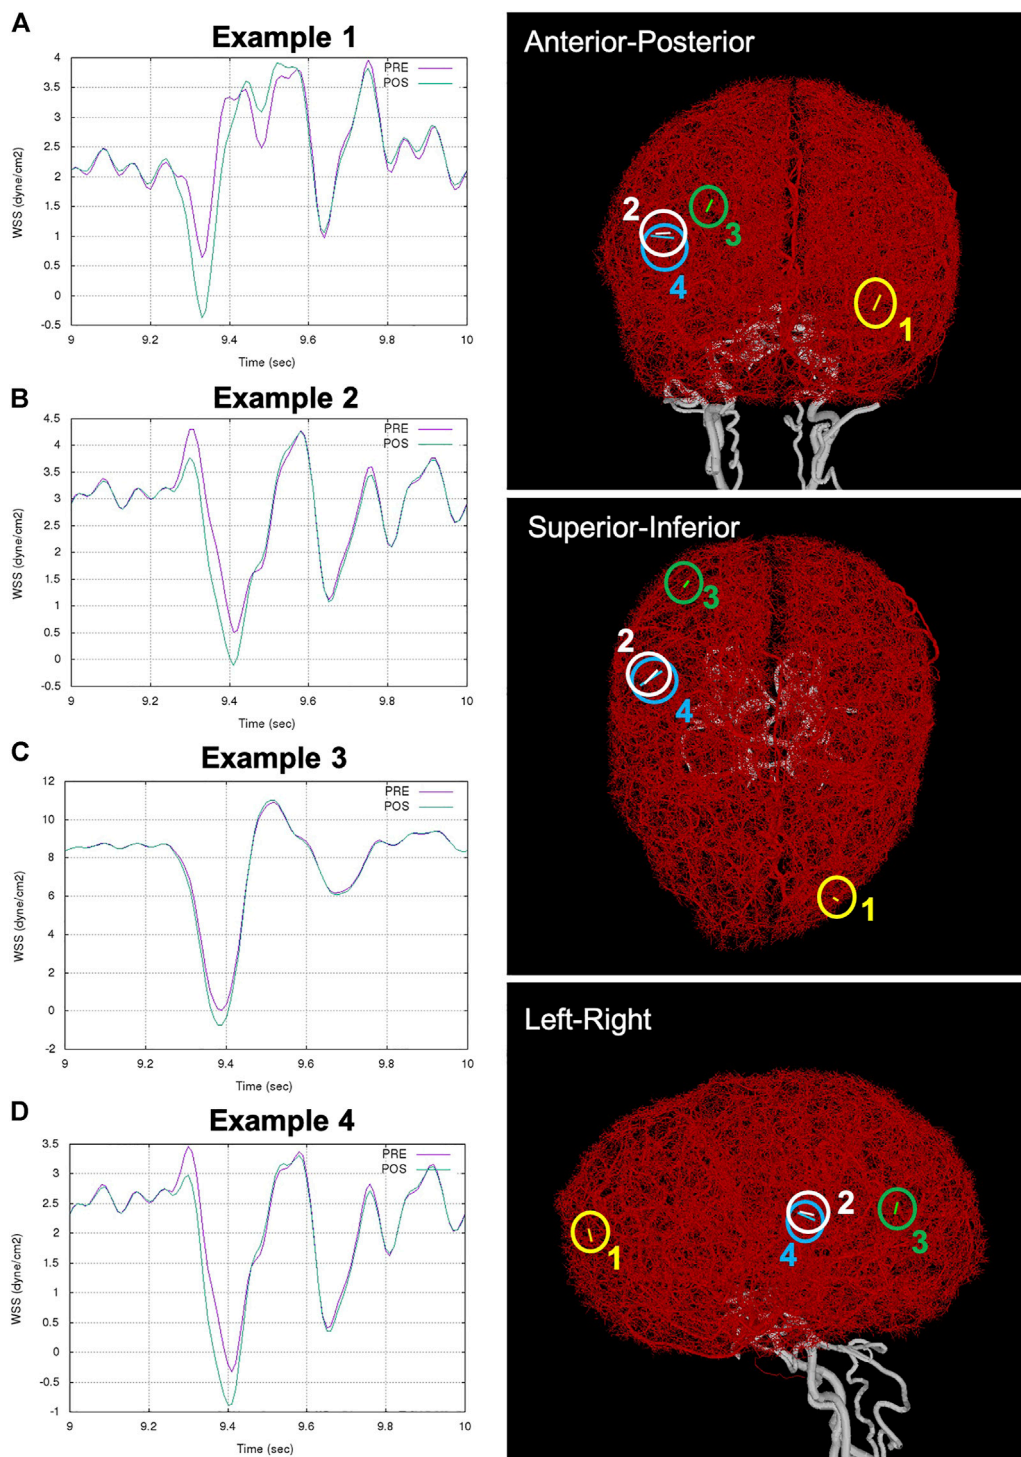 A
Example 1
PRE
POS
4
3.5
3
2.5
2
1.5
1
0.5
0
-0.5
WSS (dyne/cm2)
9
9.2
9.4
9.6
9.8
10
Time (sec)
B
Example 2
PRE
POS
4.5
4
3.5
3
2.5
2
1.5
1
0.5
0
-0.5
WSS (dyne/cm2)
9
9.2
9.4
9.6
9.8
10
Time (sec)
C
Example 3
PRE
POS
12
10
8
6
4
2
0
-2
WSS (dyne/cm2)
9
9.2
9.4
9.6
9.8
10
Time (sec)
D
Example 4
PRE
POS
3.5
3
2.5
2
1.5
1
0.5
0
-0.5
-1
WSS (dyne/cm2)
9
9.2
9.4
9.6
9.8
10
Time (sec)
Anterior-Posterior
2
3
4
1
Superior-Inferior
3
2
4
1
Left-Right
2
3
4
1